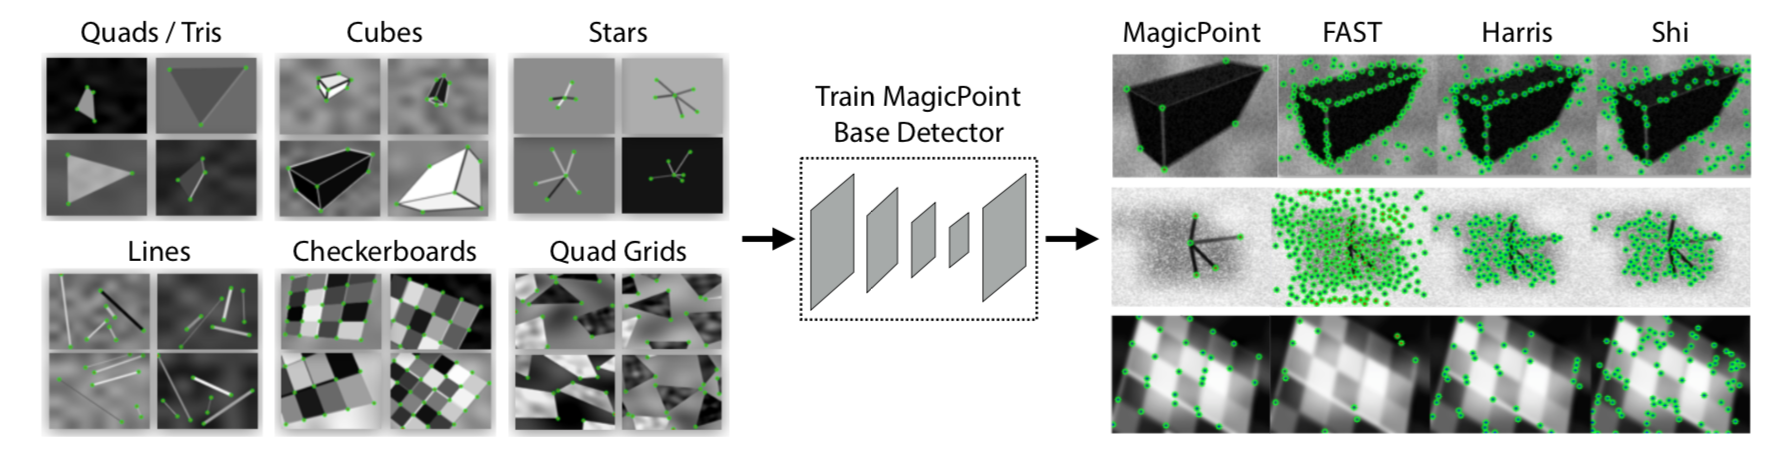 Quads / Tris
Cubes
Stars
Lines
Checkerboards
Quad Grids
Train MagicPoint
Base Detector
MagicPoint
FAST
Harris
Shi